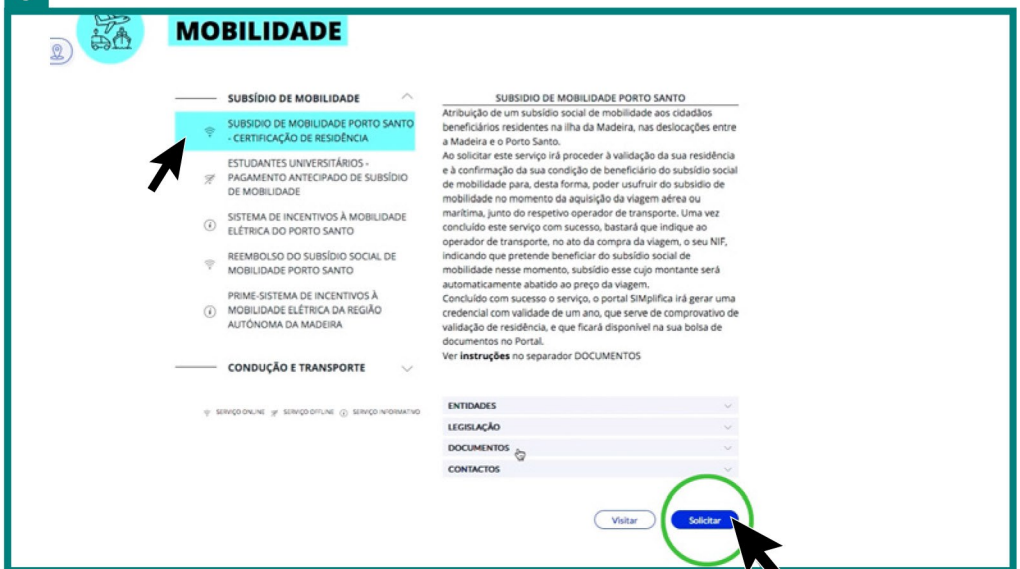 MOBILIDADE
SUBSÍDIO DE MOBILIDADE
SUBSIDIO DE MOBILIDADE PORTO SANTO
- CERTIFICAÇÃO DE RESIDÊNCIA
ESTUDANTES UNIVERSITÁRIOS -
PAGAMENTO ANTECIPADO DE SUBSÍDIO
DE MOBILIDADE
SISTEMA DE INCENTIVOS À MOBILIDADE
ELÉTRICA DO PORTO SANTO
REEMBOLSO DO SUBSÍDIO SOCIAL DE
MOBILIDADE PORTO SANTO
PRIME-SISTEMA DE INCENTIVOS À
MOBILIDADE ELÉTRICA DA REGIÃO
AUTÓNOMA DA MADEIRA
CONDUÇÃO E TRANSPORTE
SERVIÇO ONLINE SERVIÇO OFFLINE SERVIÇO INFORMATIVO
SUBSIDIO DE MOBILIDADE PORTO SANTO
Atribuição de um subsídio social de mobilidade aos cidadãos
beneficiários residentes na ilha da Madeira, nas deslocações entre
a Madeira e o Porto Santo.
Ao solicitar este serviço irá proceder à validação da sua residência
e à confirmação da sua condição de beneficiário do subsídio social
de mobilidade para, desta forma, poder usufruir do subsidio de
mobilidade no momento da aquisição da viagem aérea ou
marítima, junto do respetivo operador de transporte. Uma vez
concluído este serviço com sucesso, bastará que indique ao
operador de transporte, no ato da compra da viagem, o seu NIF,
indicando que pretende beneficiar do subsídio social de
mobilidade nesse momento, subsídio esse cujo montante será
automaticamente abatido ao preço da viagem.
Concluído com sucesso o serviço, o portal SIMplifica irá gerar uma
credencial com validade de um ano, que serve de comprovativo de
validação de residência, e que ficará disponível na sua bolsa de
documentos no Portal.
Ver instruções no separador DOCUMENTOS
ENTIDADES
LEGISLAÇÃO
DOCUMENTOS
CONTACTOS
Visitar
Solicitar